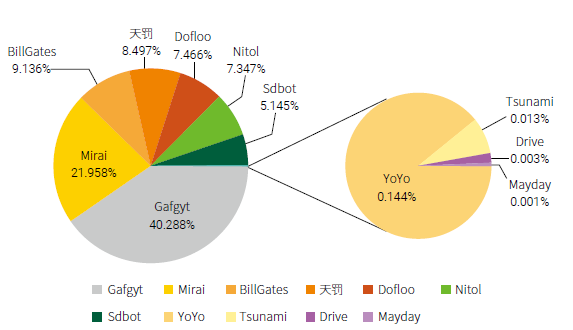 天罚
8.497%
Dofloo
7.466%
BillGates
9.136%
Nitol
7.347%
Sdbot
5.145%
Mirai
21.958%
Gafgyt
40.288%
YoYo
0.144%
Tsunami
0.013%
Drive
0.003%
Mayday
0.001%
Gafgyt Mirai BillGates 天罚 Dofloo Nitol
Sdbot YoYo Tsunami Drive Mayday